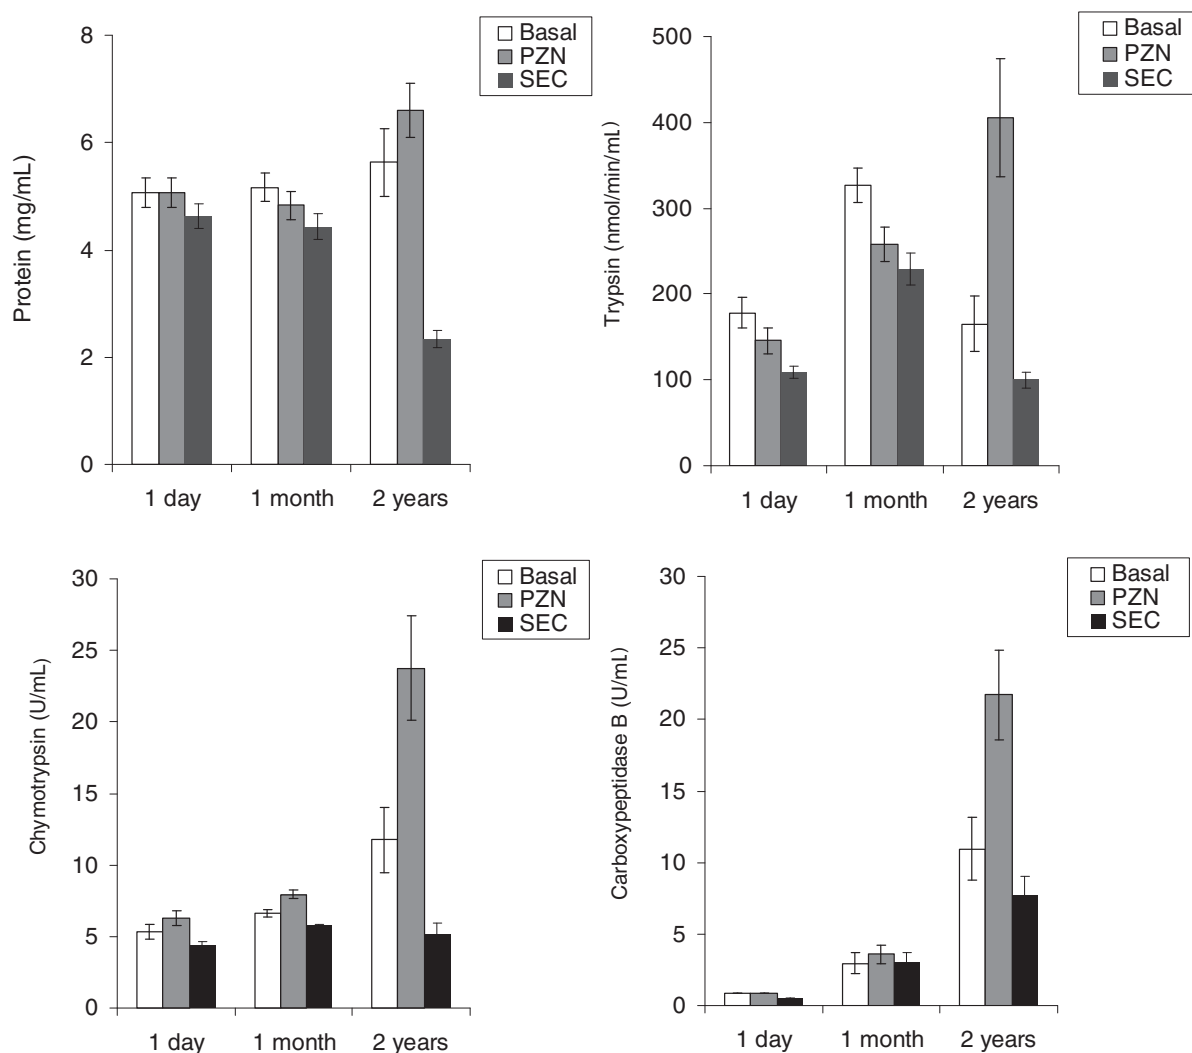 8
6
4
2
0
Protein (mg/mL)
1 day
1 month
2 years
Basal
PZN
SEC
500
400
300
200
100
0
Trypsin (nmol/min/mL)
1 day
1 month
2 years
Basal
PZN
SEC
30
25
20
15
10
5
0
Chymotrypsin (U/mL)
1 day
1 month
2 years
Basal
PZN
SEC
30
25
20
15
10
5
0
Carboxypeptidase B (U/mL)
1 day
1 month
2 years
Basal
PZN
SEC